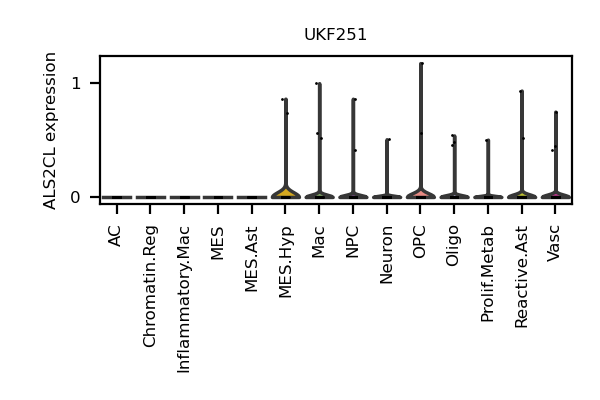 UKF251
ALS2CL expression
1
0
AC
Chromatin.Reg
Inflammatory.Mac
MES
MES.Ast
MES.Hyp
Mac
NPC
Neuron
OPC
Oligo
Prolif.Metab
Reactive.Ast
Vasc